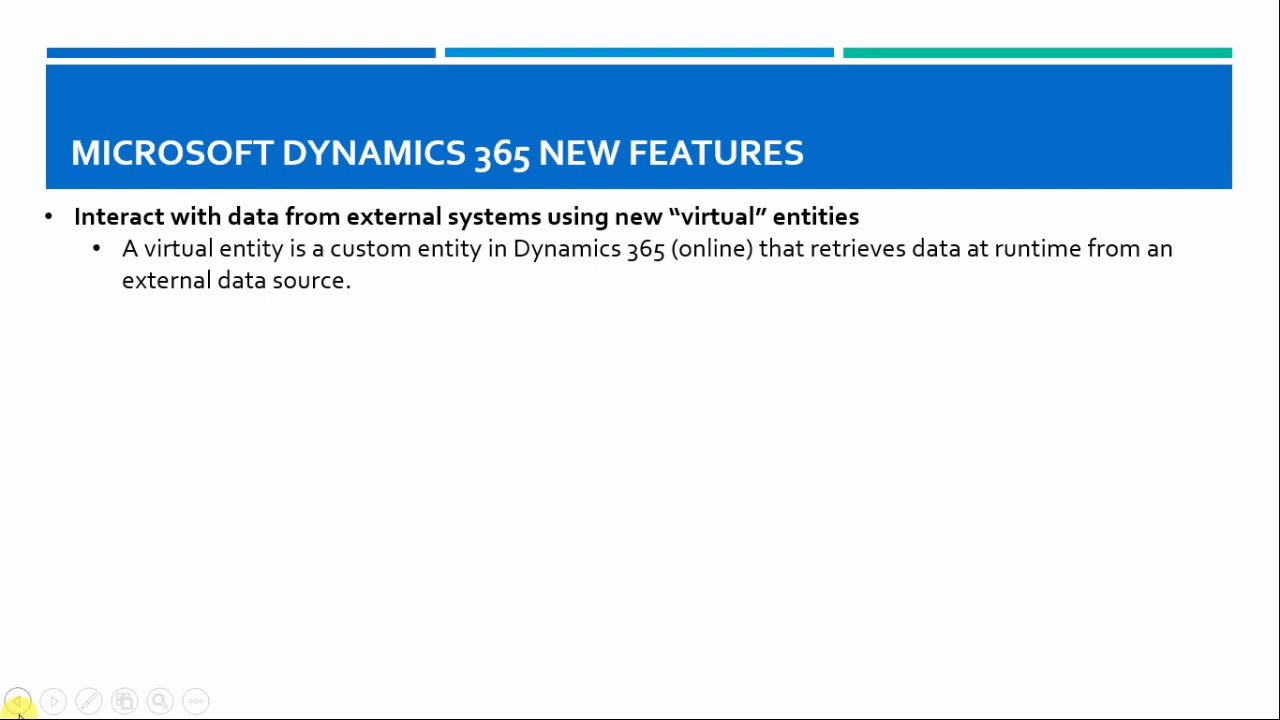 MICROSOFT DYNAMICS 365 NEW FEATURES
• Interact with data from external systems using new “virtual” entities
• A virtual entity is a custom entity in Dynamics 365 (online) that retrieves data at runtime from an
external data source.